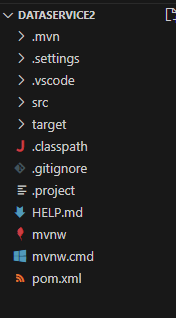 DATASERVICE2
.mvn
.settings
.vscode
src
target
.classpath
.gitignore
.project
HELP.md
mvnw
mvnw.cmd
pom.xml